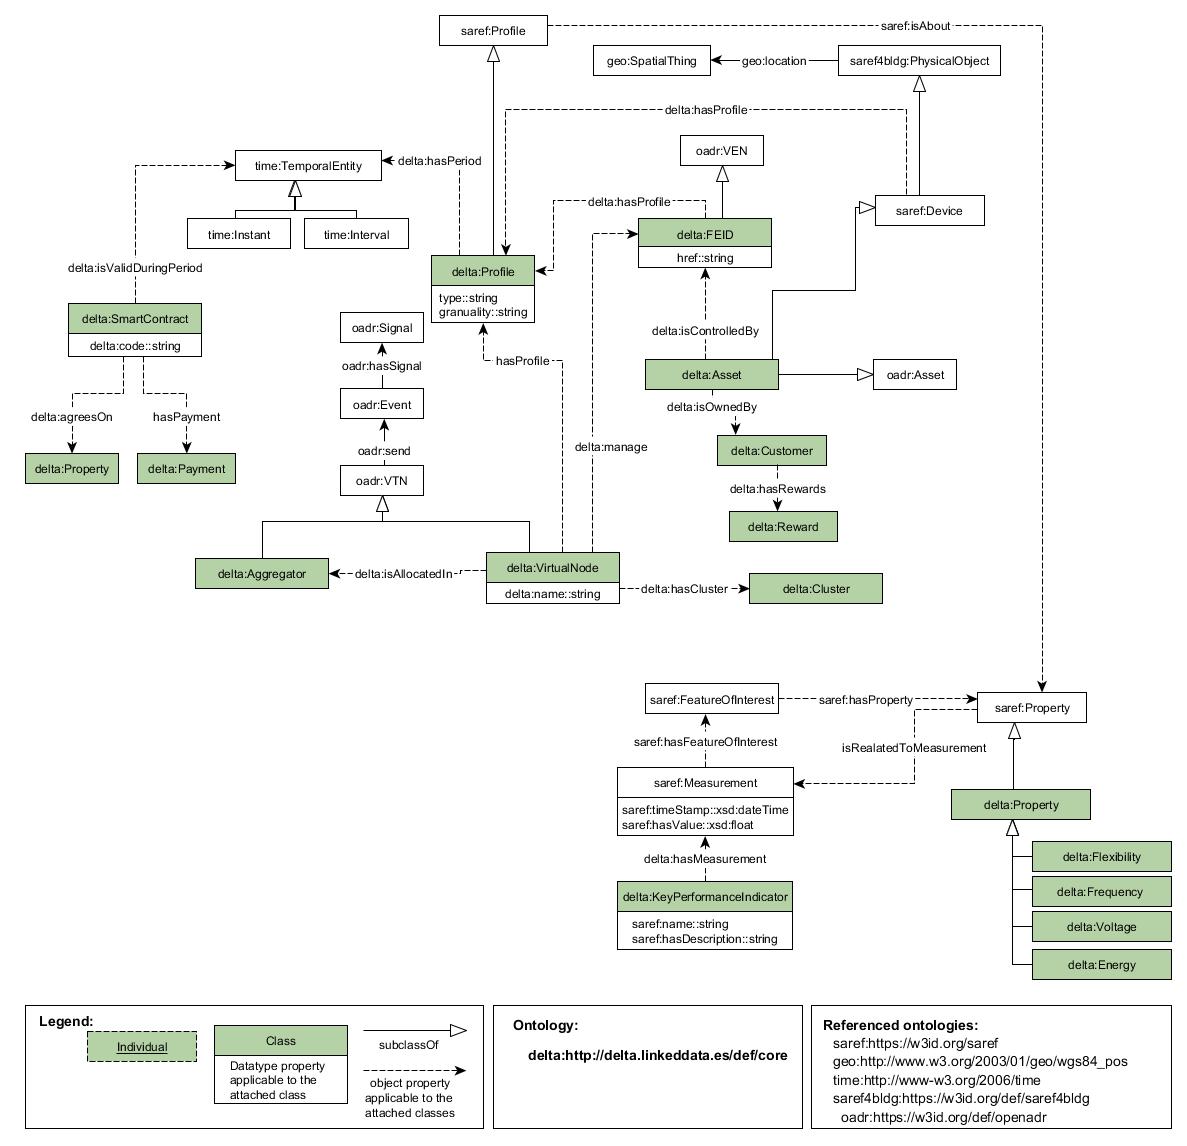 saref:Profile
saref:isAbout
geo:SpatialThing
geo:location
saref4bldg:PhysicalObject
delta:hasProfile
oadr:VEN
time:TemporalEntity
delta:hasPeriod
delta:hasProfile
saref:Device
time:Instant
time:Interval
delta:FEID
href::string
delta:isValidDuringPeriod
delta:Profile
type::string
granuality::string
delta:SmartContract
delta:code::string
oadr:Signal
delta:isControlledBy
oadr:hasSignal
hasProfile
delta:Asset
oadr:Asset
delta:agreesOn
hasPayment
oadr:Event
delta:isOwnedBy
oadr:send
delta:manage
delta:Customer
delta:Property
delta:Payment
oadr:VTN
delta:hasRewards
delta:Reward
delta:Aggregator
delta:isAllocatedIn
delta:VirtualNode
delta:name::string
delta:hasCluster
delta:Cluster
saref:FeatureOfInterest
saref:hasProperty
saref:Property
saref:hasFeatureOfInterest
isRealatedToMeasurement
saref:Measurement
saref:timeStamp::xsd:dateTime
saref:hasValue::xsd:float
delta:Property
delta:hasMeasurement
delta:Flexibility
delta:KeyPerformanceIndicator
saref:name::string
saref:hasDescription::string
delta:Frequency
delta:Voltage
delta:Energy
Legend:
Individual
Class
Datatype property
applicable to the
attached class
subclassOf
object property
applicable to the
attached classes
Ontology:
delta:http://delta.linkeddata.es/def/core
Referenced ontologies:
saref:https://w3id.org/saref
geo:http://www.w3.org/2003/01/geo/wgs84_pos
time:http://www-w3.org/2006/time
saref4bldg:https://w3id.org/def/saref4bldg
oadr:https://w3id.org/def/openadr